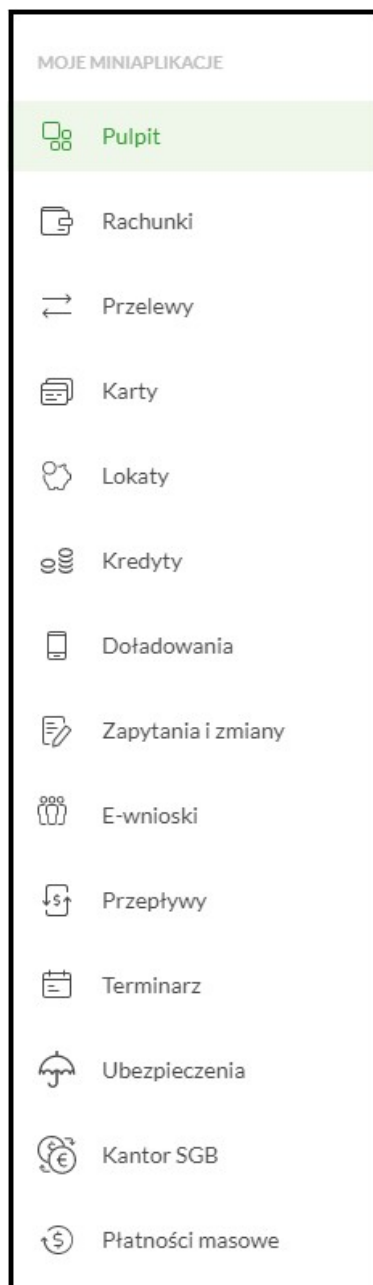 MOJE MINIAPLIKACJE
Pulpit
Rachunki
Przelewy
Karty
Lokaty
Kredyty
Doładowania
Zapytania i zmiany
E-wnioski
Przepływy
Terminarz
Ubezpieczenia
Kantor SGB
Płatności masowe